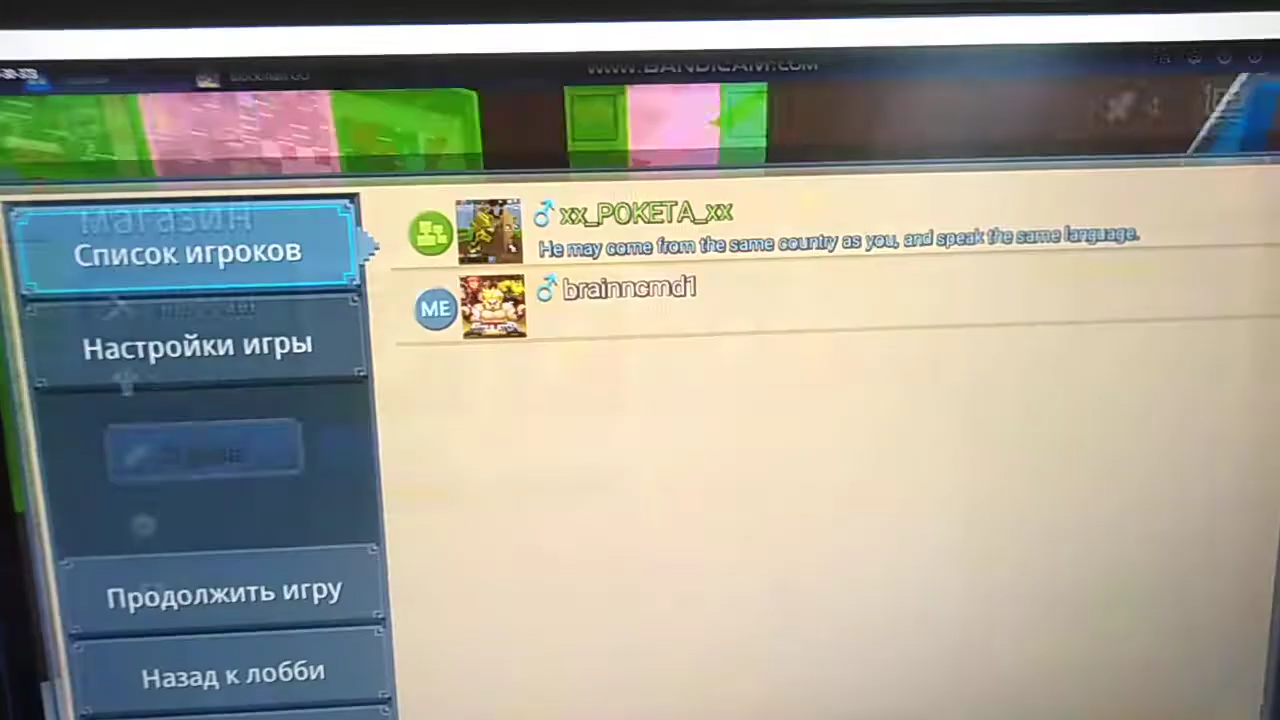 www.BANDICAM.com
магазин
Список игроков
Настройки игры
Продолжить игру
Назад к лобби
xx_POKETA_xx
He may come from the same country as you, and speak the same language.
ME
brainncmd1